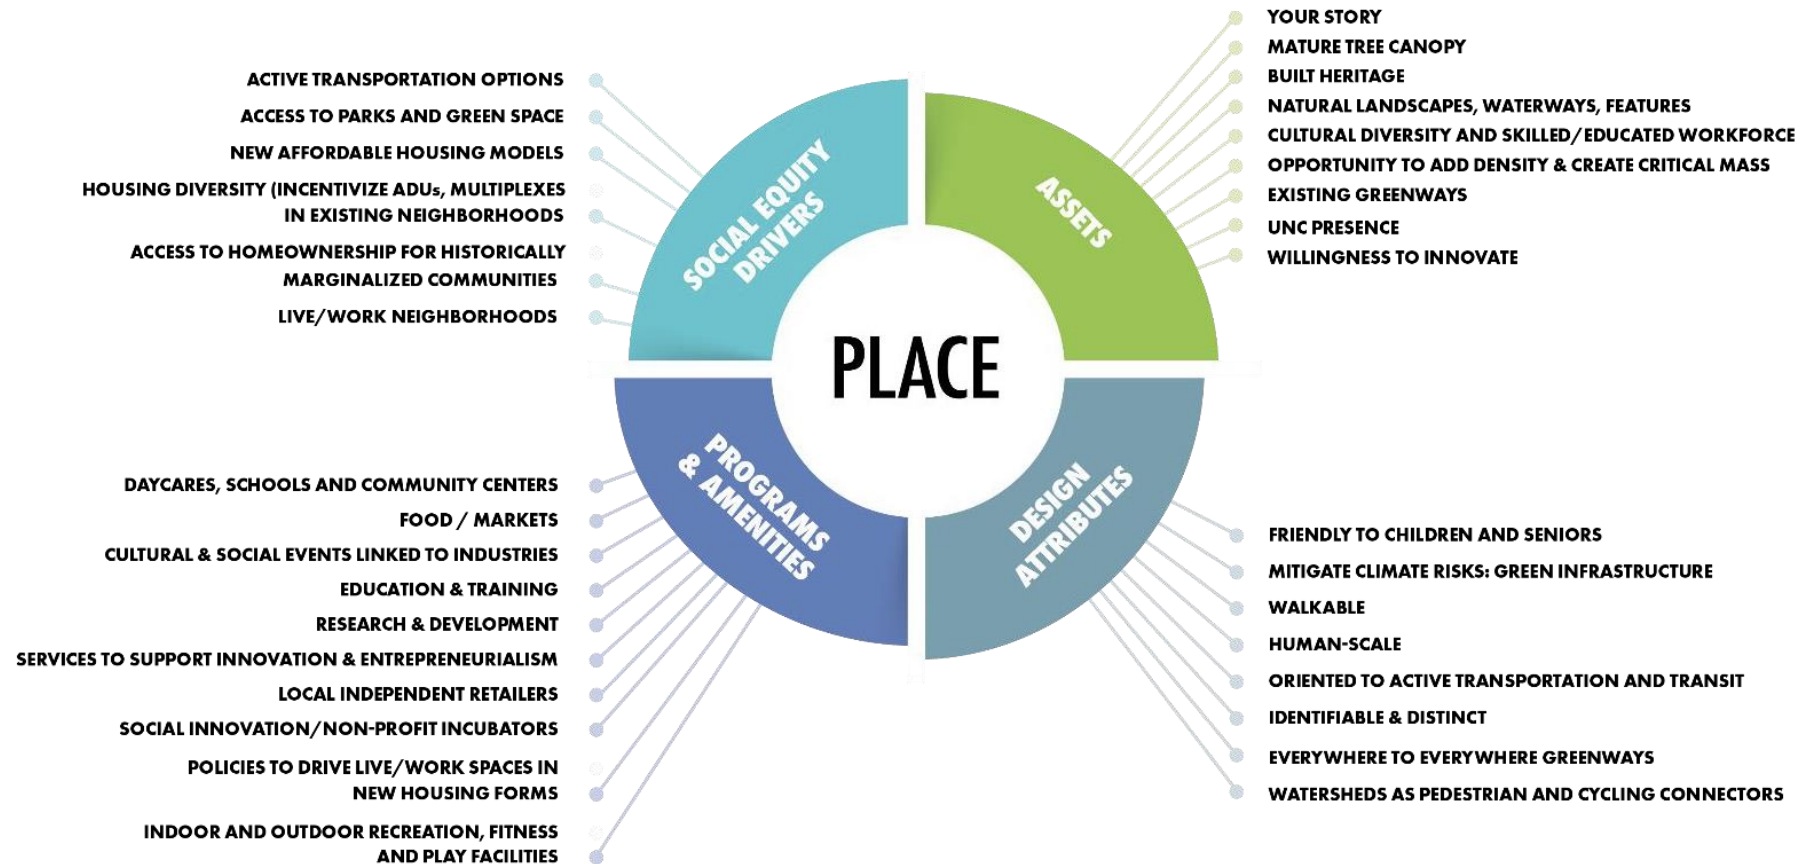 ACTIVE TRANSPORTATION OPTIONS
ACCESS TO PARKS AND GREEN SPACE
NEW AFFORDABLE HOUSING MODELS
HOUSING DIVERSITY (INCENTIVIZE ADUs, MULTIPLEXES
IN EXISTING NEIGHBORHOODS
ACCESS TO HOMEOWNERSHIP FOR HISTORICALLY
MARGINALIZED COMMUNITIES
LIVE/WORK NEIGHBORHOODS
SOCIAL EQUITY
DRIVERS
YOUR STORY
MATURE TREE CANOPY
BUILT HERITAGE
NATURAL LANDSCAPES, WATERWAYS, FEATURES
CULTURAL DIVERSITY AND SKILLED/EDUCATED WORKFORCE
OPPORTUNITY TO ADD DENSITY & CREATE CRITICAL MASS
EXISTING GREENWAYS
UNC PRESENCE
WILLINGNESS TO INNOVATE
ASSETS
PLACE
PROGRAMS
& AMENITIES
DAYCARES, SCHOOLS AND COMMUNITY CENTERS
FOOD / MARKETS
CULTURAL & SOCIAL EVENTS LINKED TO INDUSTRIES
EDUCATION & TRAINING
RESEARCH & DEVELOPMENT
SERVICES TO SUPPORT INNOVATION & ENTREPRENEURIALISM
LOCAL INDEPENDENT RETAILERS
SOCIAL INNOVATION/NON-PROFIT INCUBATORS
POLICIES TO DRIVE LIVE/WORK SPACES IN
NEW HOUSING FORMS
INDOOR AND OUTDOOR RECREATION, FITNESS
AND PLAY FACILITIES
DESIGN
ATTRIBUTES
FRIENDLY TO CHILDREN AND SENIORS
MITIGATE CLIMATE RISKS: GREEN INFRASTRUCTURE
WALKABLE
HUMAN-SCALE
ORIENTED TO ACTIVE TRANSPORTATION AND TRANSIT
IDENTIFIABLE & DISTINCT
EVERYWHERE TO EVERYWHERE GREENWAYS
WATERSHEDS AS PEDESTRIAN AND CYCLING CONNECTORS